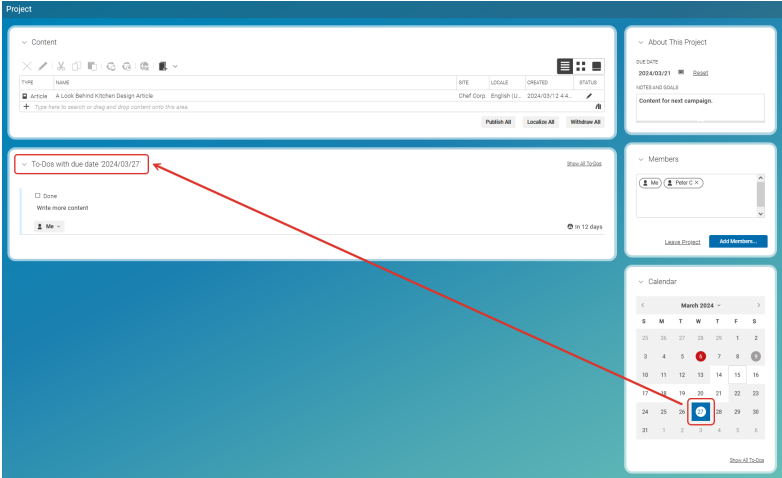 Project
Content
TYPE NAME SITE LOCALE CREATED STATUS
Article A Look Behind Kitchen Design Article Chef Corp. English (U... 2024/03/12 4:4...
Type here to search or drag and drop content onto this area.
Publish All Localize All Withdraw All
To-Dos with due date '2024/03/27'
Show All To-Dos
Done
Write more content
Me
In 12 days
About This Project
DUE DATE
2024/03/21 Reset
NOTES AND GOALS
Content for next campaign.
Members
Me Peter C ×
Leave Project Add Members...
Calendar
March 2024
S M T W T F S
25 26 27 28 29 1 2
3 4 5 6 7 8 9
10 11 12 13 14 15 16
17 18 19 20 21 22 23
24 25 26 27 28 29 30
31 1 2 3 4 5 6
Show All To-Dos